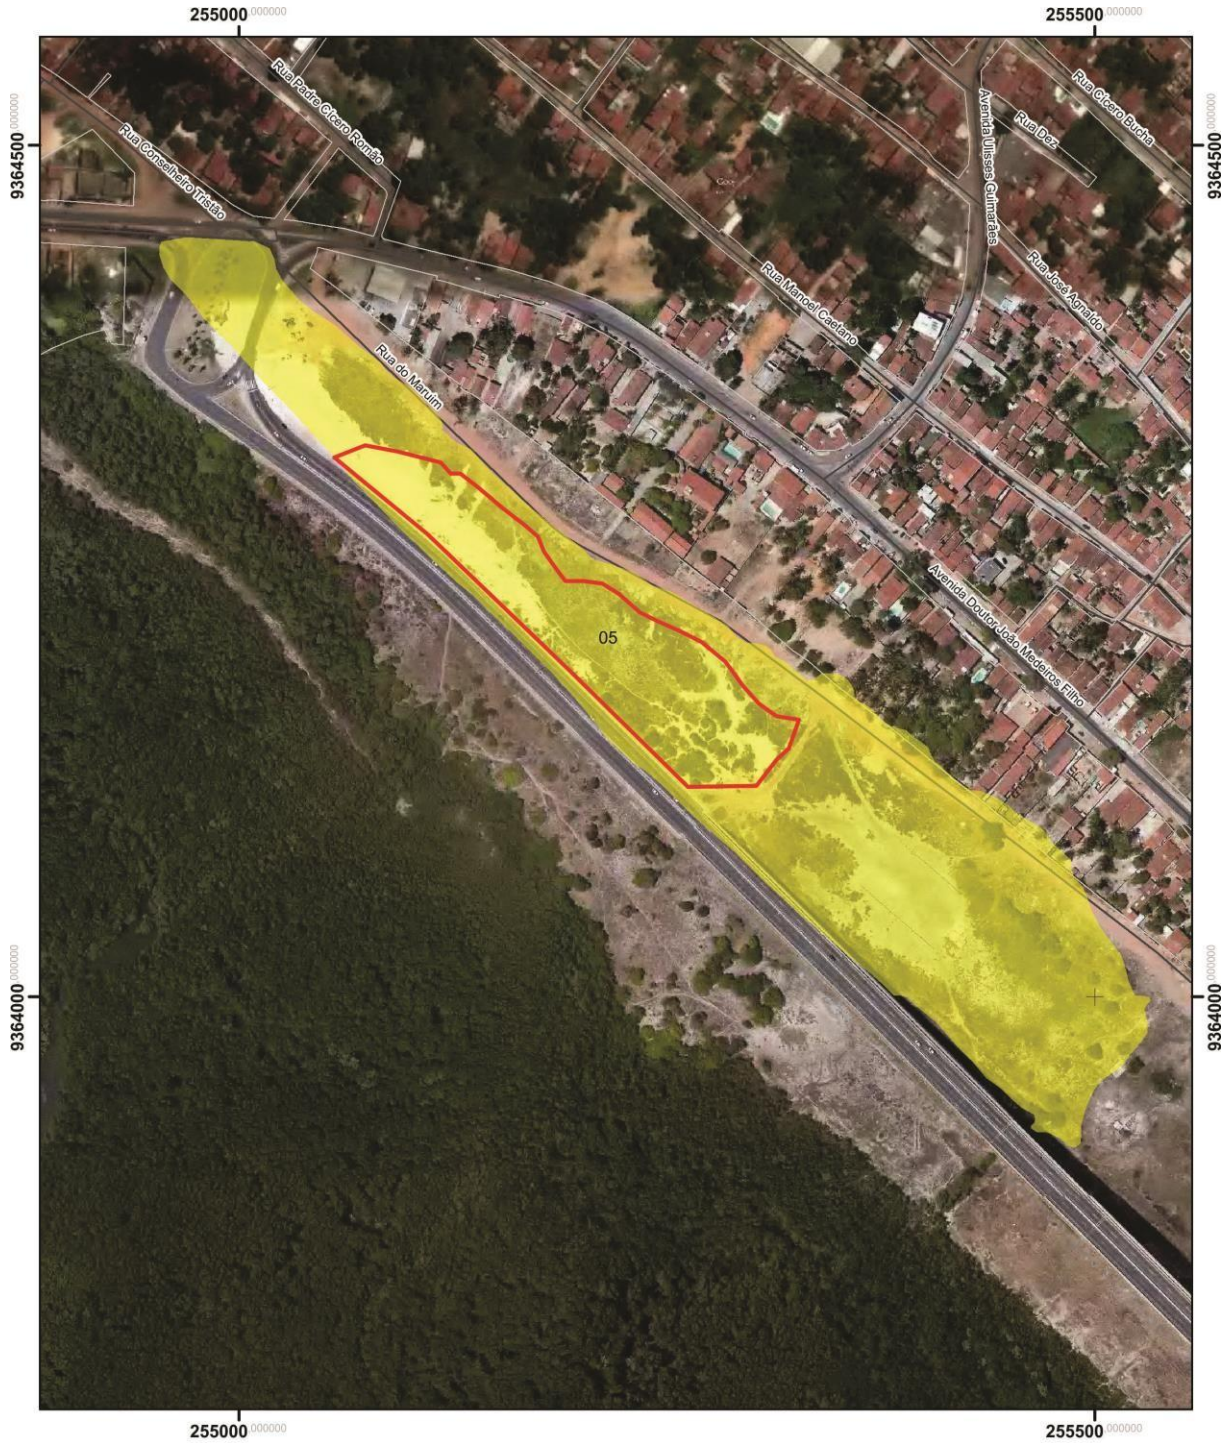 255000,000000
255500,000000
9364500,000000
9364500,000000
Rua Padre Cícero Romão
Rua Conselheiro Tristão
Rua Cícero Bucha
Rua Dez
Avenida Ulisses Guimarães
Goo
Rua José Agnaldo
Rua Manoel Caetano
Rua do Maruim
Avenida Doutor João Medeiros Filho
05
9364000,000000
9364000,000000
255000,000000
255500,000000